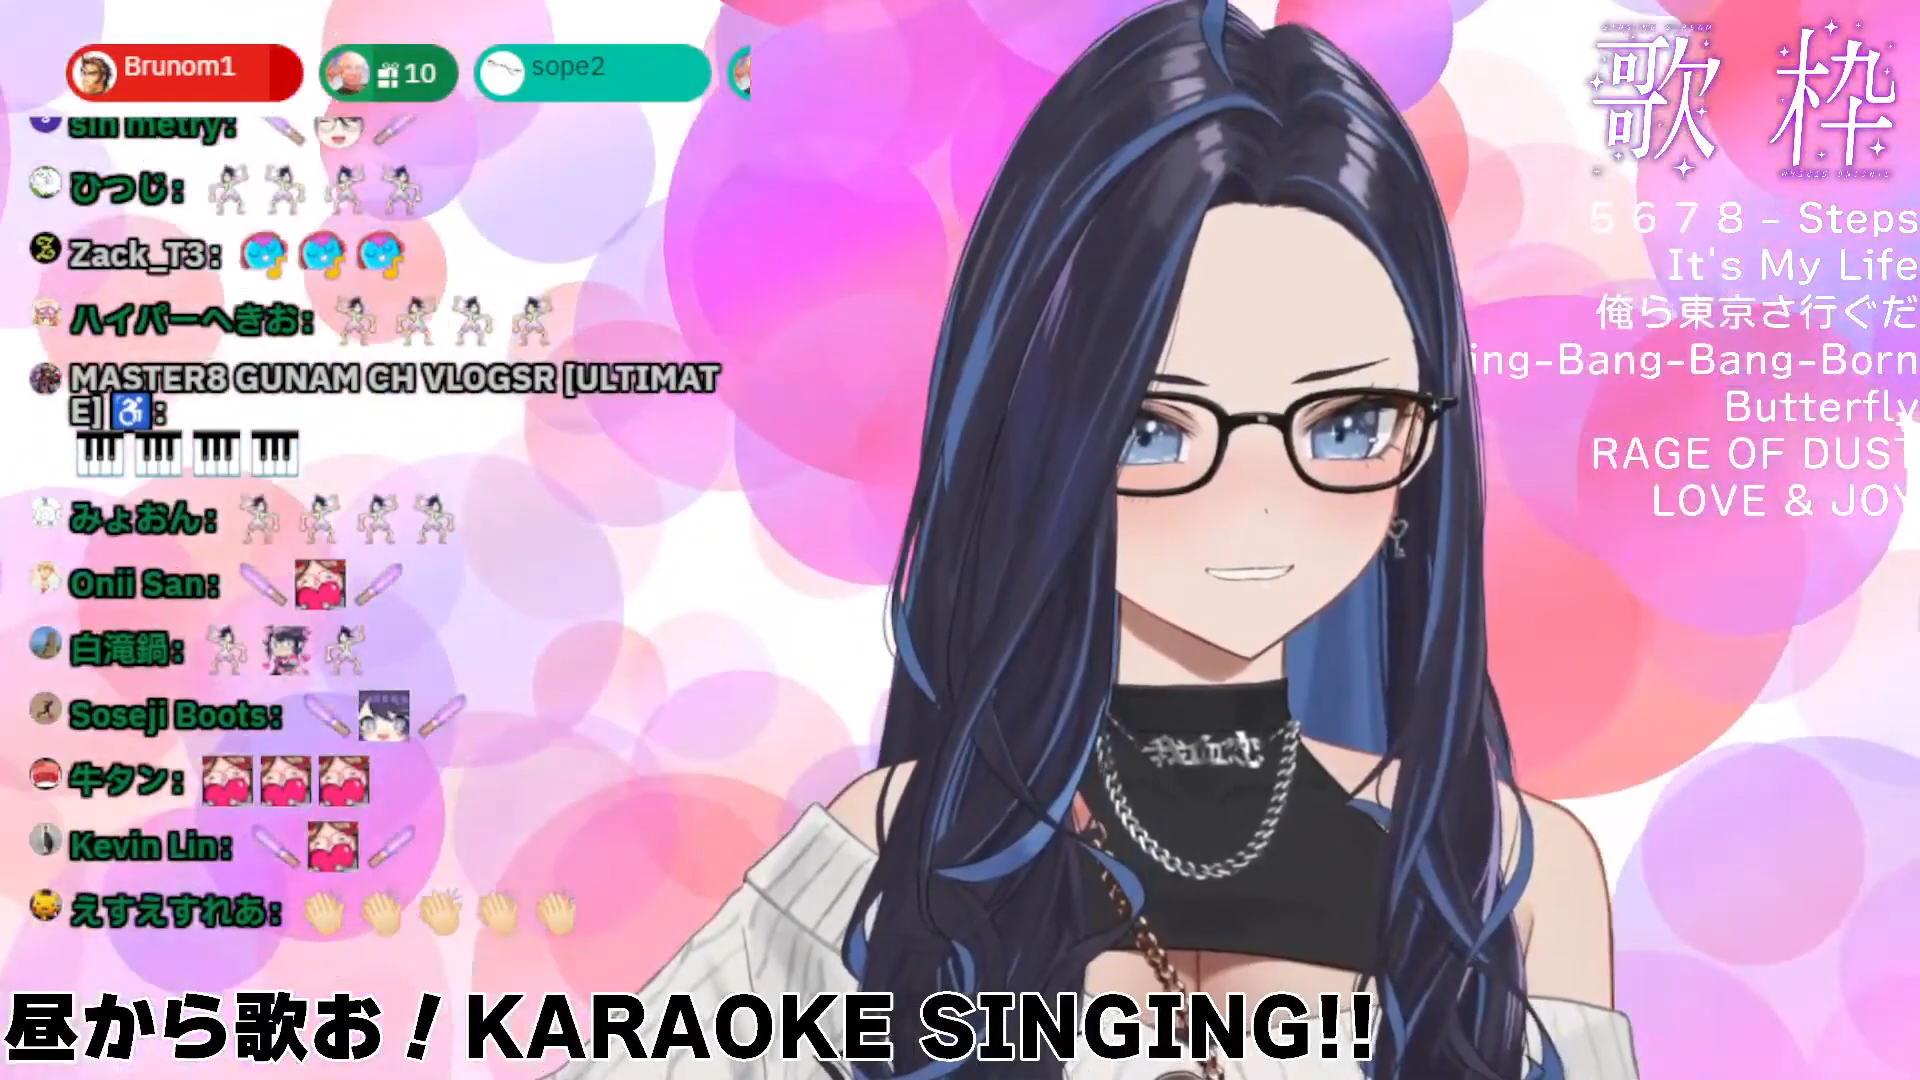 Brunom1
10
sope2
sin metry:
ひつじ:
Zack_T3:
ハイパーへきお:
MASTER8 GUNAM CH VLOGSR [ULTIMAT
E]♿:
みょおん:
Onii San:
白滝鍋:
Soseji Boots:
牛タン:
Kevin Lin:
えすえすれあ:
歌枠
5 6 7 8 - Steps
It's My Life
俺ら東京さ行ぐだ
ing-Bang-Bang-Born
Butterfly
RAGE OF DUST
LOVE & JOY
昼から歌お！KARAOKE SINGING!!